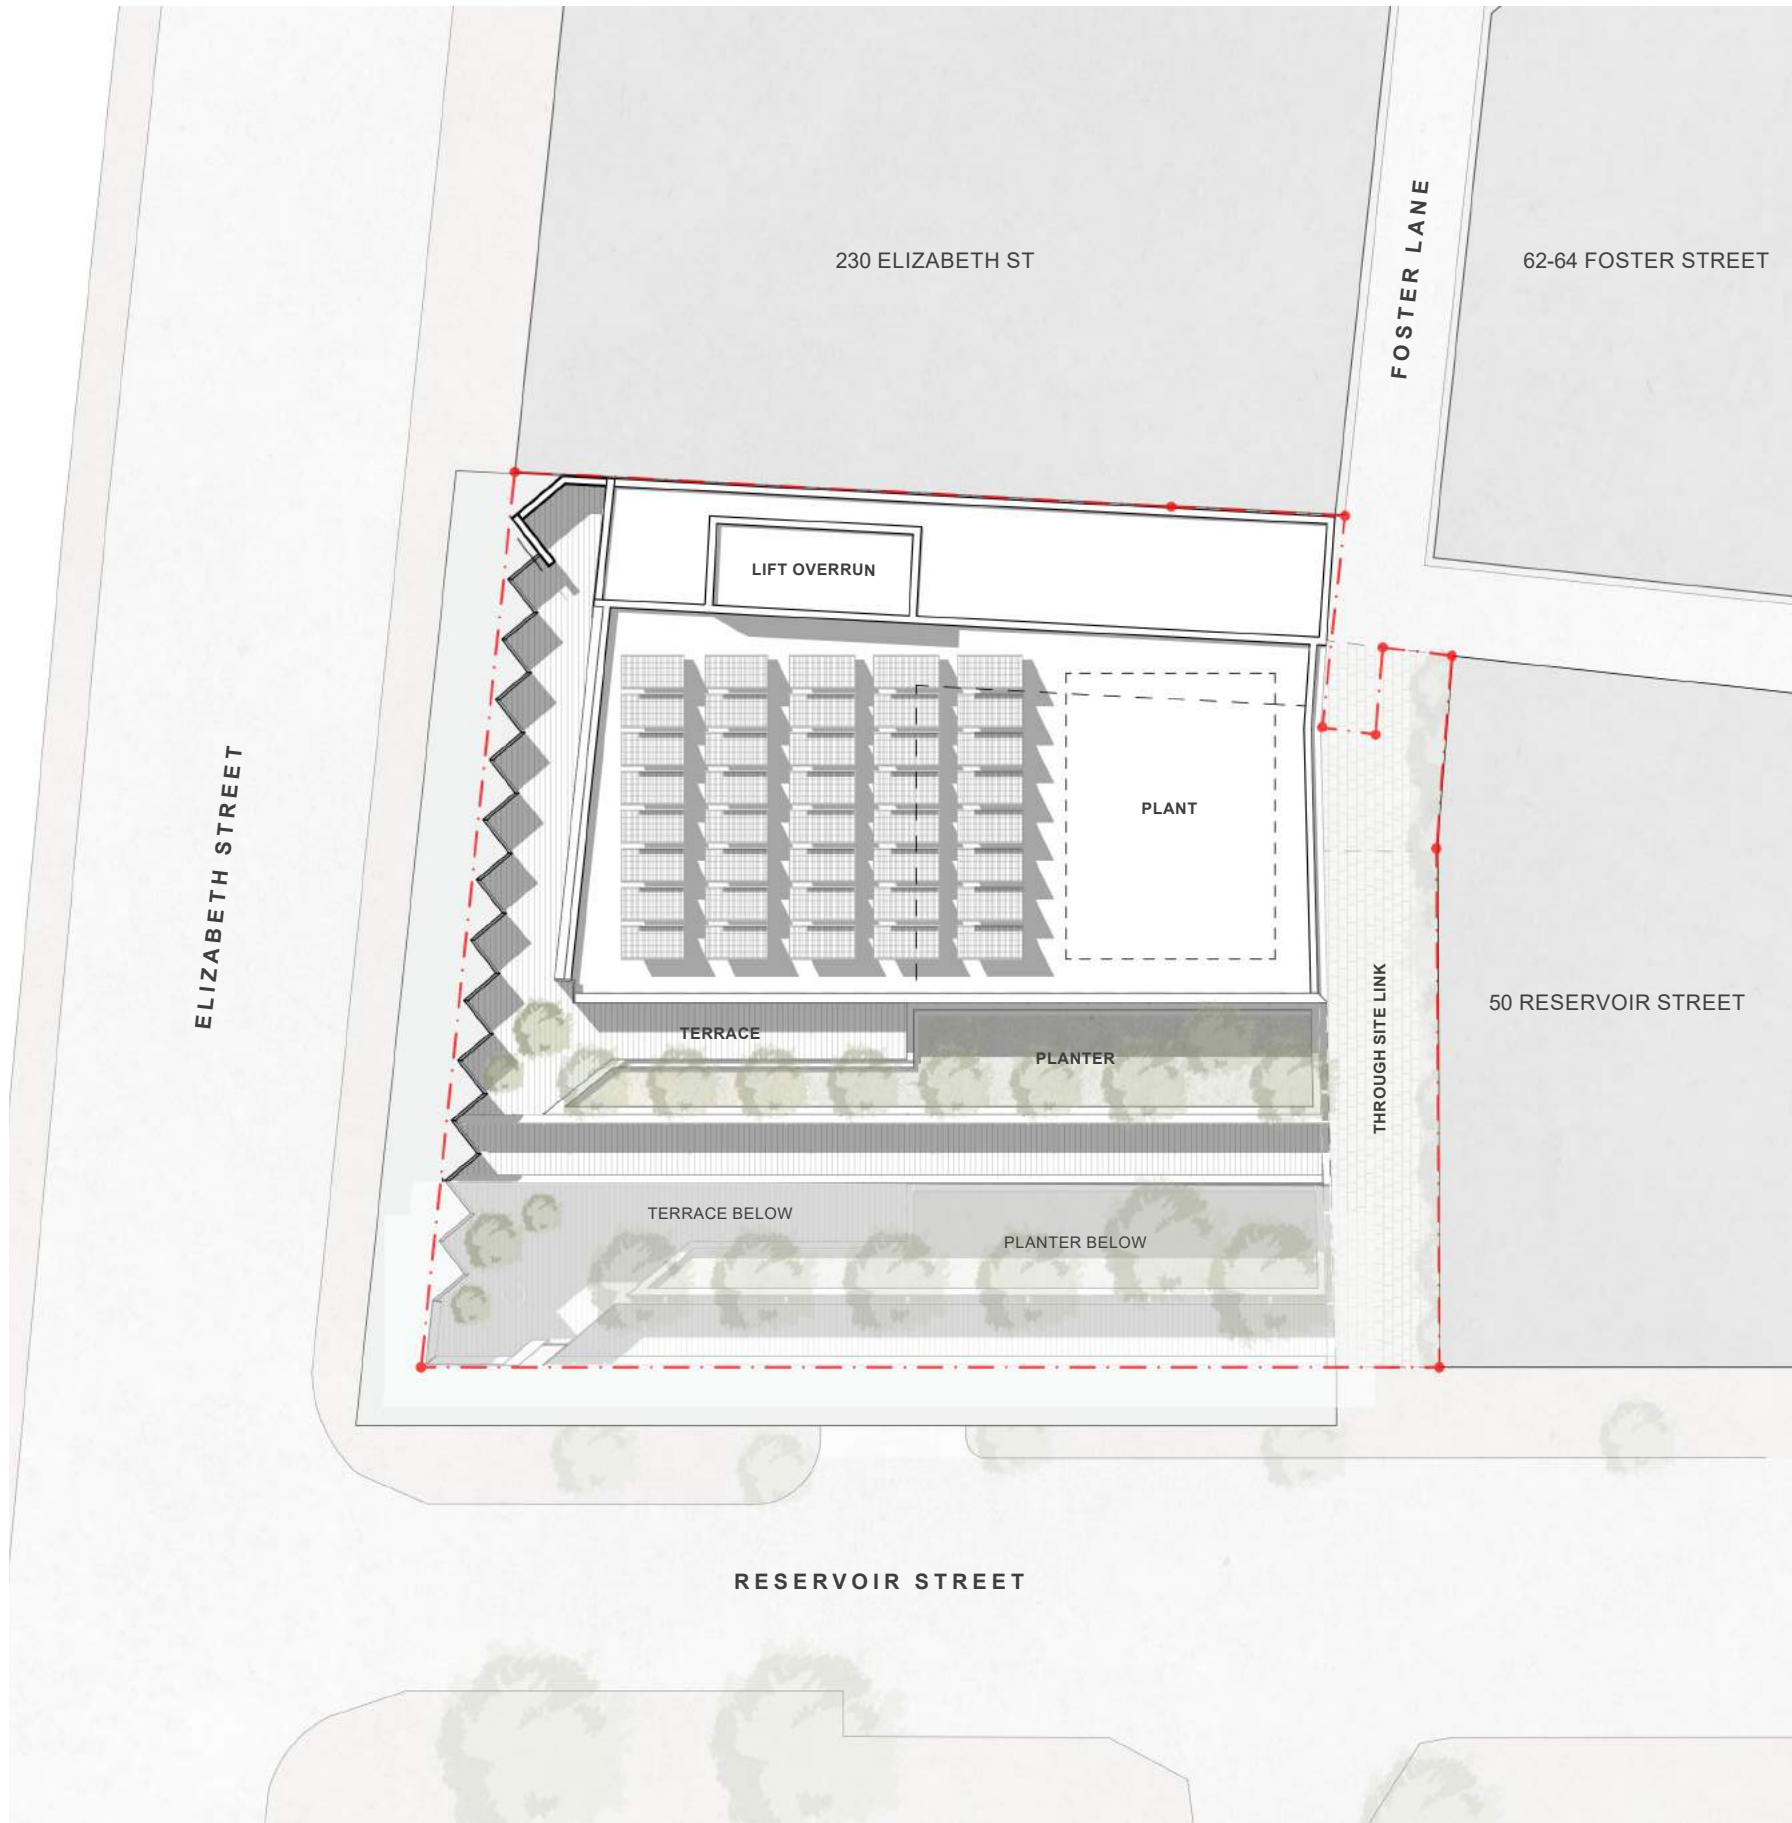 230 ELIZABETH ST
62-64 FOSTER STREET
FOSTER LANE
LIFT OVERRUN
PLANT
ELIZABETH STREET
50 RESERVOIR STREET
THROUGH SITE LINK
TERRACE
PLANTER
TERRACE BELOW
PLANTER BELOW
RESERVOIR STREET